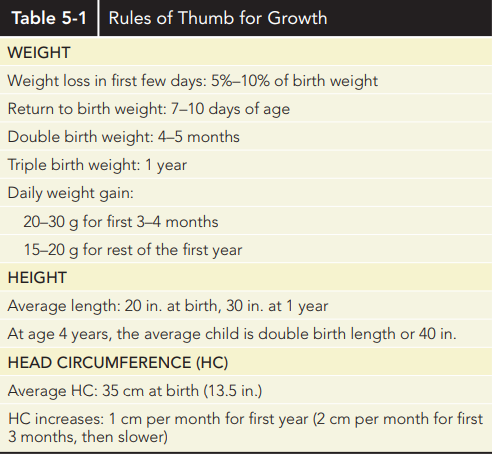 Table 5-1 Rules of Thumb for Growth
WEIGHT
Weight loss in first few days: 5%–10% of birth weight
Return to birth weight: 7–10 days of age
Double birth weight: 4–5 months
Triple birth weight: 1 year
Daily weight gain:
20–30 g for first 3–4 months
15–20 g for rest of the first year
HEIGHT
Average length: 20 in. at birth, 30 in. at 1 year
At age 4 years, the average child is double birth length or 40 in.
HEAD CIRCUMFERENCE (HC)
Average HC: 35 cm at birth (13.5 in.)
HC increases: 1 cm per month for first year (2 cm per month for first
3 months, then slower)